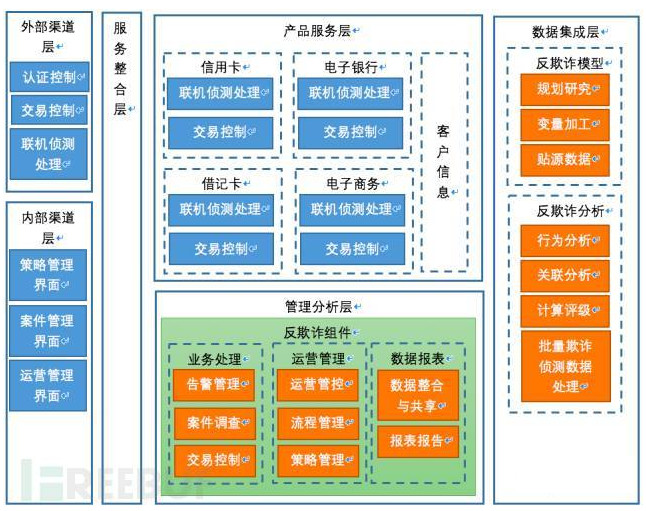 外部渠道
层
认证控制
交易控制
联机侦测
处理
内部渠道
层
策略管理
界面
案件管理
界面
运营管理
界面
服
务
整
合
层
产品服务层
信用卡
联机侦测处理
交易控制
电子银行
联机侦测处理
交易控制
借记卡
联机侦测处理
交易控制
电子商务
联机侦测处理
交易控制
客
户
信
息
管理分析层
反欺诈组件
业务处理
告警管理
案件调查
交易控制
运营管理
运营管控
流程管理
策略管理
数据报表
数据整合
与共享
报表报告
数据集成层
反欺诈模型
规划研究
变量加工
贴源数据
反欺诈分析
行为分析
关联分析
计算评级
批量欺诈
侦测数据
处理
FREEBUF